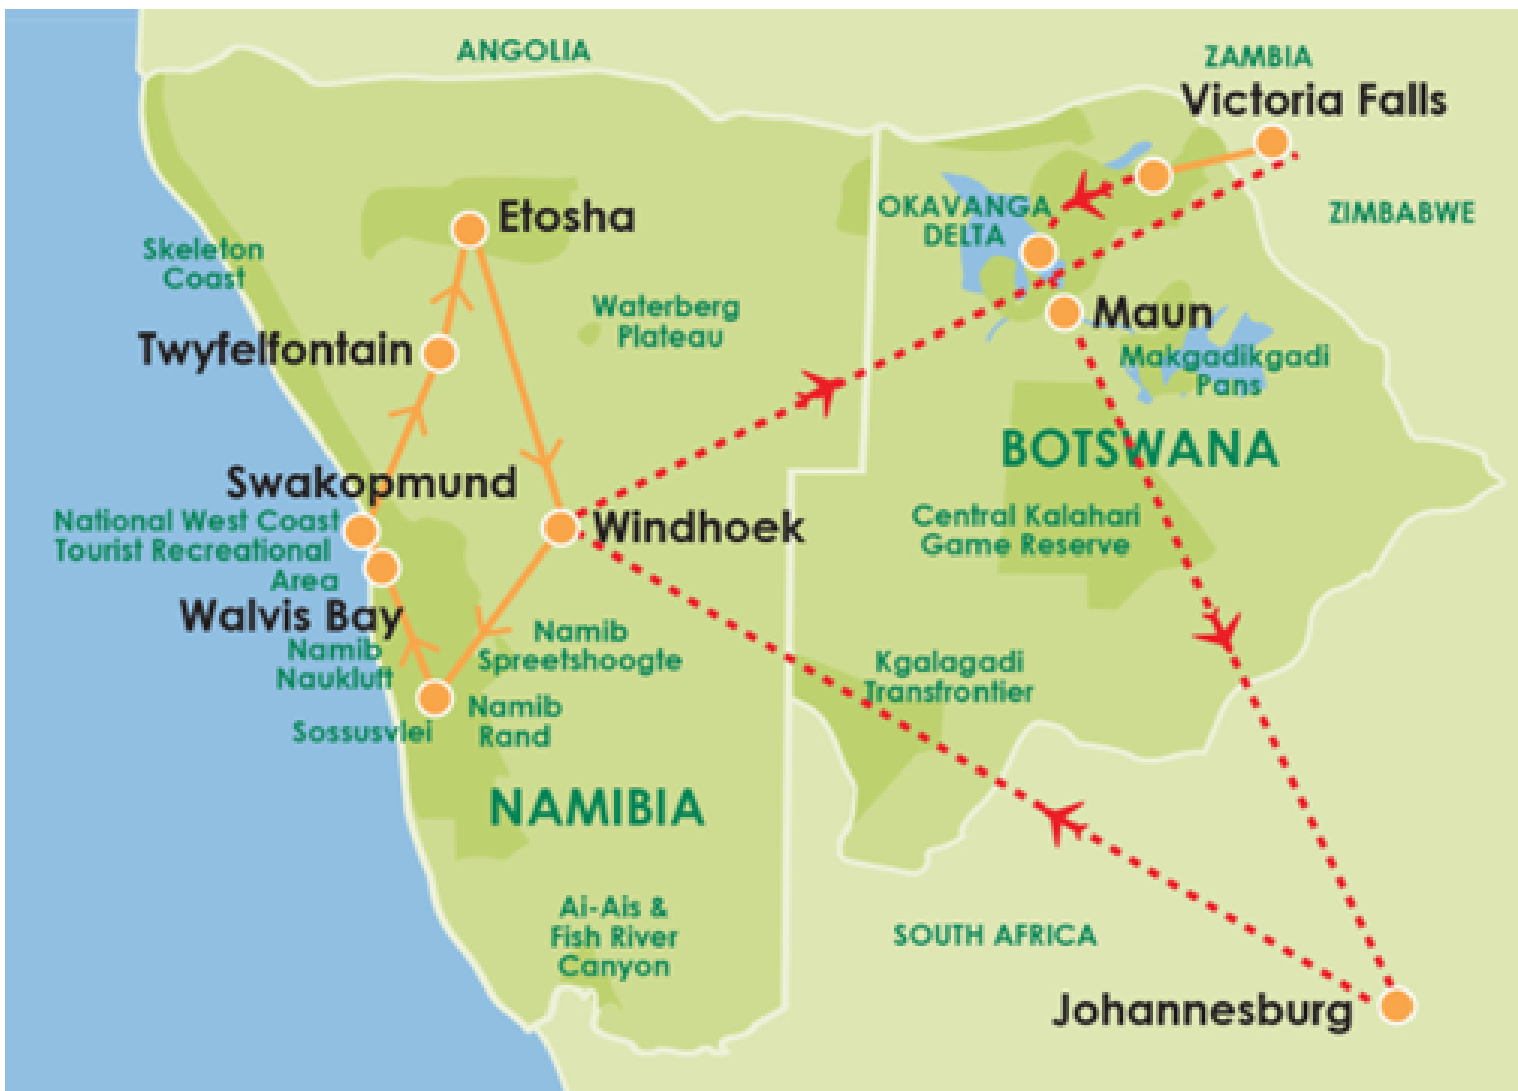 ANGOLIA
ZAMBIA
Victoria Falls
OKAVANGA
DELTA
ZIMBABWE
Etosha
Skeleton
Coast
Waterberg
Plateau
Maun
Twyfelfontain
Makgadikgadi
Pans
BOTSWANA
Swakopmund
National West Coast
Tourist Recreational
Area
Windhoek
Central Kalahari
Game Reserve
Walvis Bay
Namib
Naukluft
Namib
Spreetshoogte
Kgalagadi
Transfrontier
Sossusvlei
Namib
Rand
NAMIBIA
Ai-Ais &
Fish River
Canyon
SOUTH AFRICA
Johannesburg